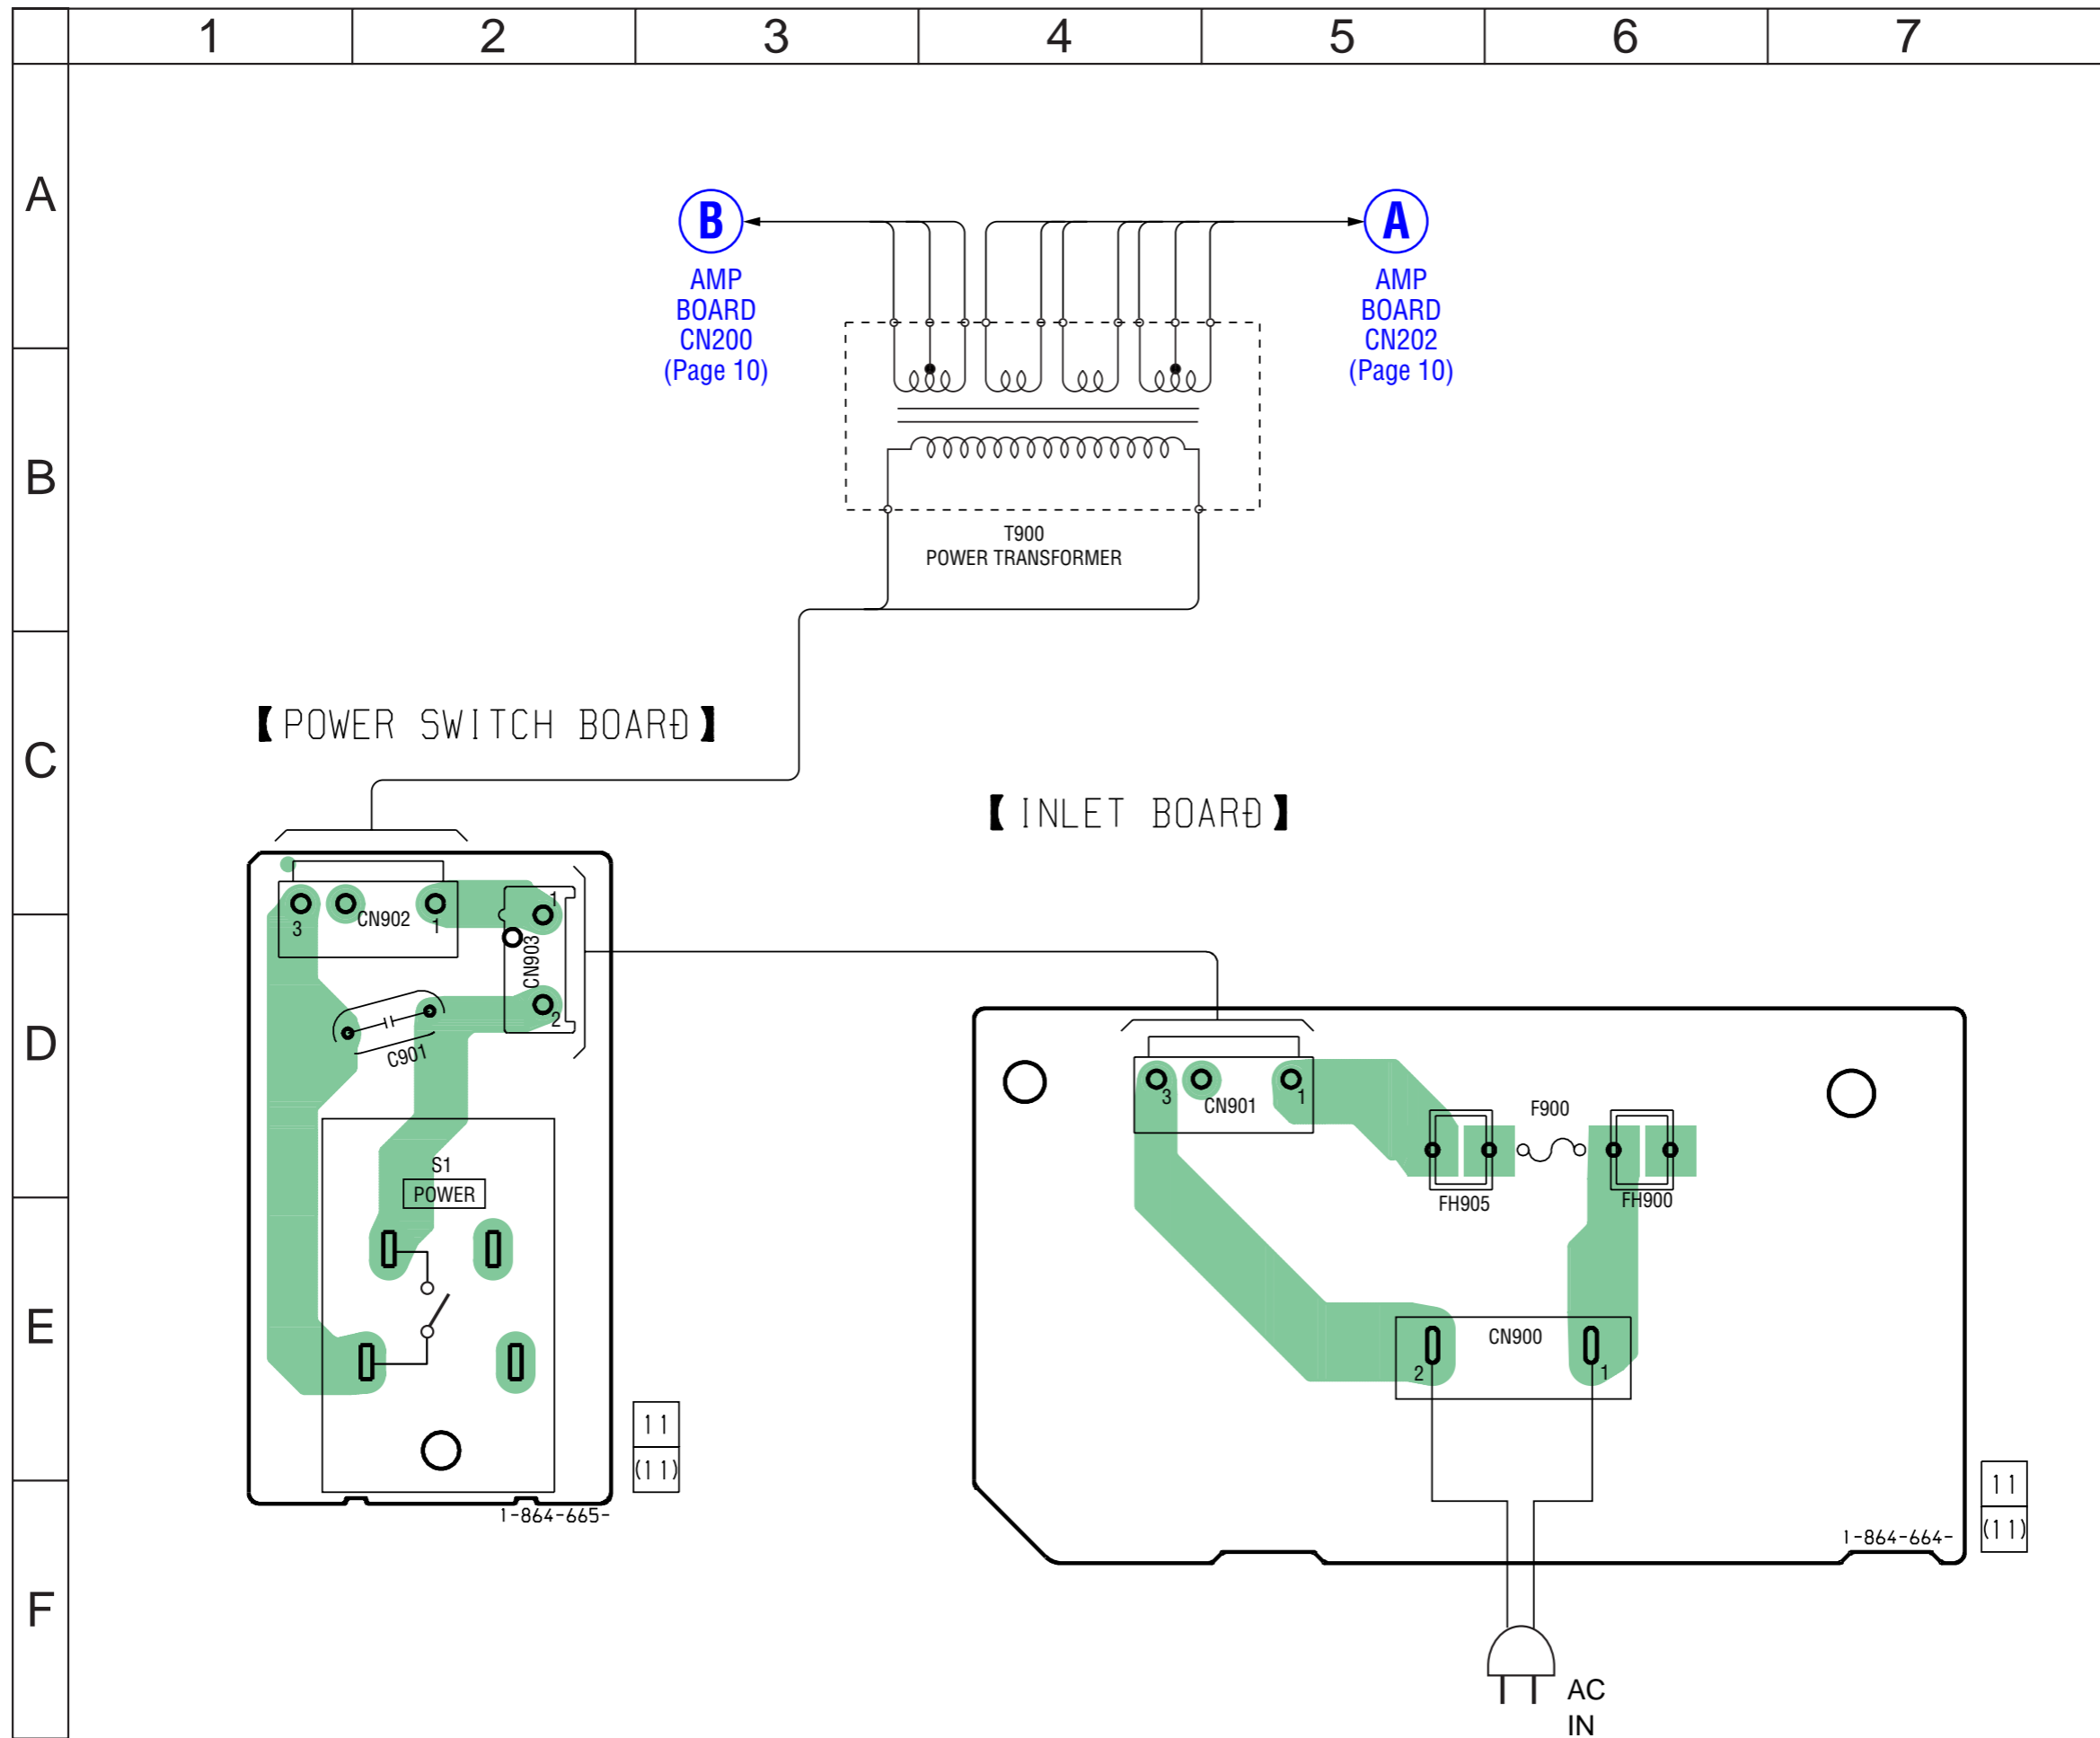 1 2 3 4 5 6 7
A
B
C
D
E
F
B
AMP
BOARD
CN200
(Page 10)
A
AMP
BOARD
CN202
(Page 10)
T900
POWER TRANSFORMER
【POWER SWITCH BOARD】
【INLET BOARD】
3
CN902
1
1
CN903
2
C901
S1
POWER
11
(11)
1-864-665-
3
CN901
1
F900
FH905
FH900
CN900
2
1
11
(11)
1-864-664-
AC
IN